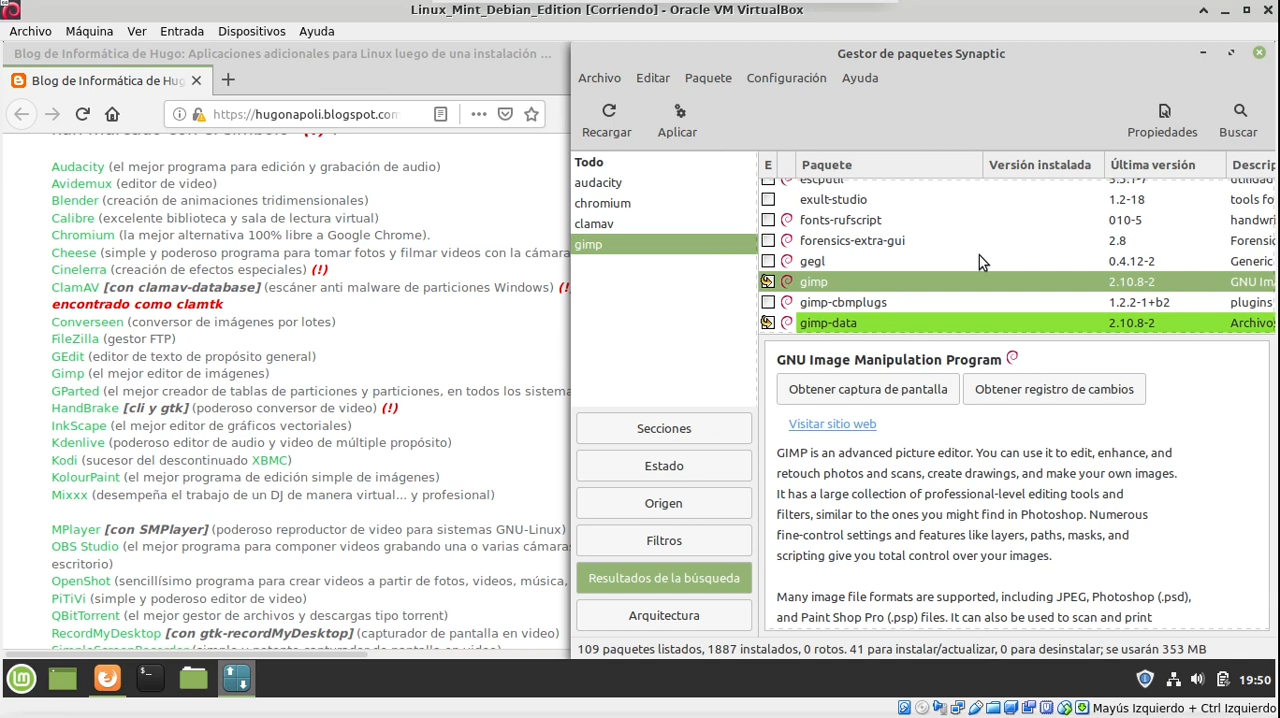 Linux_Mint_Debian_Edition [Corriendo] - Oracle VM VirtualBox
Archivo Máquina Ver Entrada Dispositivos Ayuda
Blog de Informática de Hugo: Aplicaciones adicionales para Linux luego de una instalación ...
Blog de Informática de Hug
https://hugonapoli.blogspot.com
Audacity (el mejor programa para edición y grabación de audio)
Avidemux (editor de video)
Blender (creación de animaciones tridimensionales)
Calibre (excelente biblioteca y sala de lectura virtual)
Chromium (la mejor alternativa 100% libre a Google Chrome).
Cheese (simple y poderoso programa para tomar fotos y filmar videos con la cámara
Cinelerra (creación de efectos especiales) (!)
ClamAV [con clamav-database] (escáner anti malware de particiones Windows) (!
encontrado como clamtk
Converseen (conversor de imágenes por lotes)
FileZilla (gestor FTP)
GEdit (editor de texto de propósito general)
Gimp (el mejor editor de imágenes)
GParted (el mejor creador de tablas de particiones y particiones, en todos los sistema
HandBrake [cli y gtk] (poderoso conversor de video) (!)
InkScape (el mejor editor de gráficos vectoriales)
Kdenlive (poderoso editor de audio y video de múltiple propósito)
Kodi (sucesor del descontinuado XBMC)
KolourPaint (el mejor programa de edición simple de imágenes)
Mixxx (desempeña el trabajo de un DJ de manera virtual... y profesional)
MPlayer [con SMPlayer] (poderoso reproductor de video para sistemas GNU-Linux)
OBS Studio (el mejor programa para componer videos grabando una o varias cámaras
escritorio)
OpenShot (sencillísimo programa para crear videos a partir de fotos, videos, música,
PiTiVi (simple y poderoso editor de video)
QBitTorrent (el mejor gestor de archivos y descargas tipo torrent)
RecordMyDesktop [con gtk-recordMyDesktop] (capturador de pantalla en video)
Gestor de paquetes Synaptic
Archivo Editar Paquete Configuración Ayuda
Recargar Aplicar Propiedades Buscar
Todo
audacity
chromium
clamav
gimp
Secciones
Estado
Origen
Filtros
Resultados de la búsqueda
Arquitectura
E Paquete Versión instalada Última versión Descrip
escputil 5.3.1-7 utilidad
exult-studio 1.2-18 tools fo
fonts-rufscript 010-5 handwri
forensics-extra-gui 2.8 Forensic
gegl 0.4.12-2 Generic
gimp 2.10.8-2 GNU Im
gimp-cbmplugs 1.2.2-1+b2 plugins
gimp-data 2.10.8-2 Archivo
GNU Image Manipulation Program
Obtener captura de pantalla Obtener registro de cambios
Visitar sitio web
GIMP is an advanced picture editor. You can use it to edit, enhance, and
retouch photos and scans, create drawings, and make your own images.
It has a large collection of professional-level editing tools and
filters, similar to the ones you might find in Photoshop. Numerous
fine-control settings and features like layers, paths, masks, and
scripting give you total control over your images.
Many image file formats are supported, including JPEG, Photoshop (.psd),
and Paint Shop Pro (.psp) files. It can also be used to scan and print
109 paquetes listados, 1887 instalados, 0 rotos. 41 para instalar/actualizar, 0 para desinstalar; se usarán 353 MB
19:50
Mayús Izquierdo + Ctrl Izquierdo